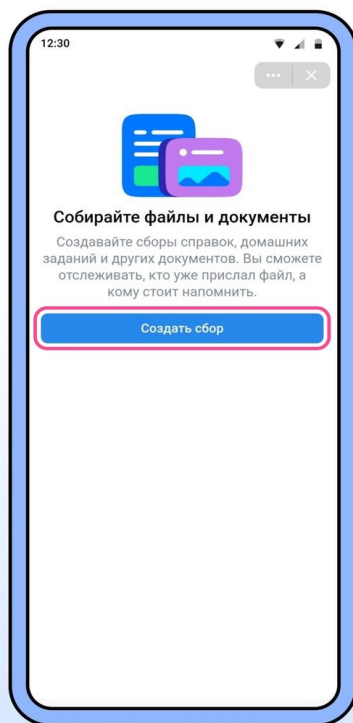 12:30
Собирайте файлы и документы
Создавайте сборы справок, домашних
заданий и других документов. Вы сможете
отслеживать, кто уже прислал файл, а
кому стоит напомнить.
Создать сбор